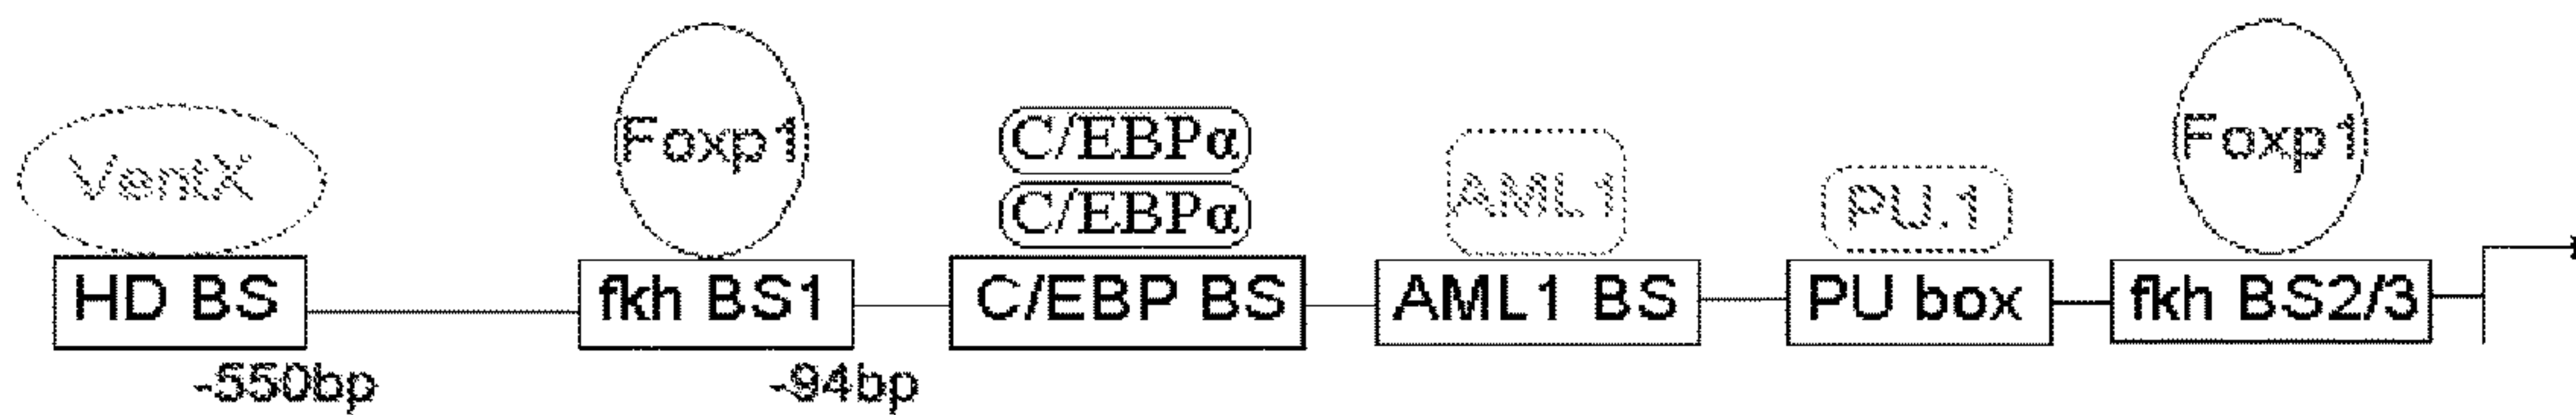 VentX
Foxp1
C/EBPα
C/EBPα
AML1
PU.1
Foxp1
HD BS
fkh BS1
C/EBP BS
AML1 BS
PU box
fkh BS2/3
-550bp
-94bp